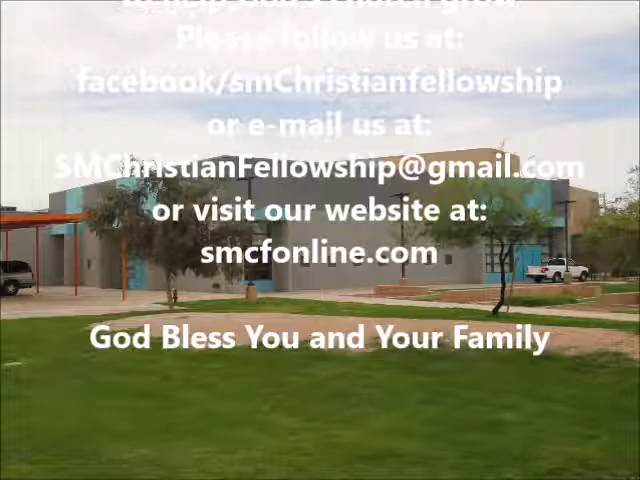 Please follow us at:
facebook/smChristianfellowship
or e-mail us at:
SMChristianFellowship@gmail.com
or visit our website at:
smcfonline.com
God Bless You and Your Family